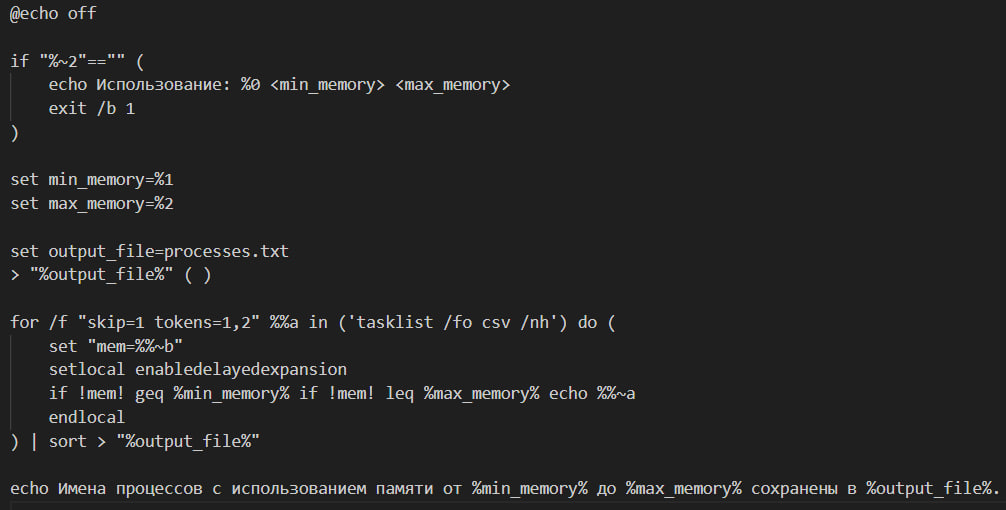 @echo off
if "%~2"=="" (
echo Использование: %0 <min_memory> <max_memory>
exit /b 1
)
set min_memory=%1
set max_memory=%2
set output_file=processes.txt
> "%output_file%" ( )
for /f "skip=1 tokens=1,2" %%a in ('tasklist /fo csv /nh') do (
set "mem=%%~b"
setlocal enabledelayedexpansion
if !mem! geq %min_memory% if !mem! leq %max_memory% echo %%~a
endlocal
) | sort > "%output_file%"
echo Имена процессов с использованием памяти от %min_memory% до %max_memory% сохранены в %output_file%.